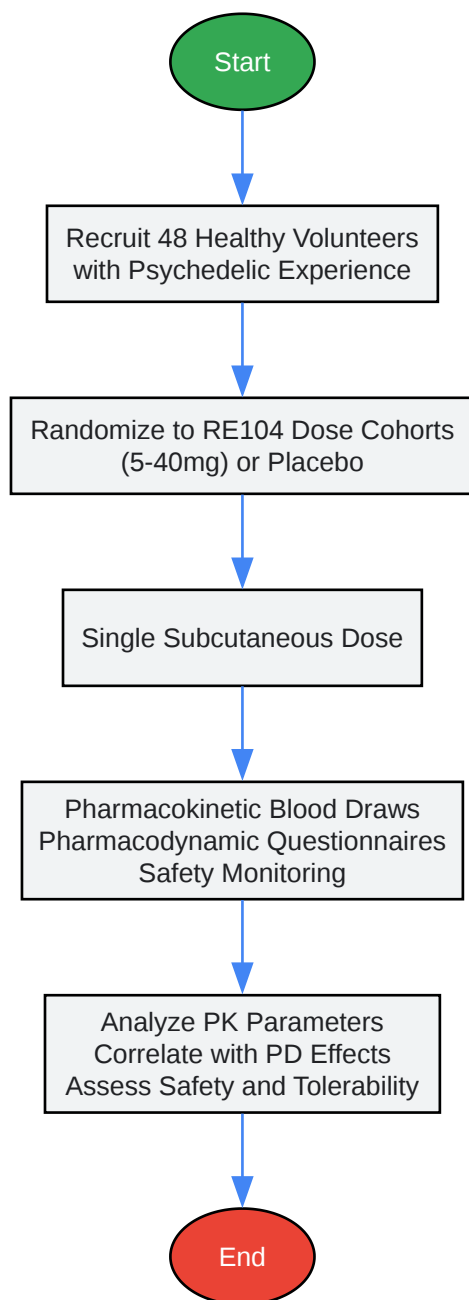 Start
Recruit 48 Healthy Volunteers
with Psychedelic Experience
Randomize to RE104 Dose Cohorts
(5-40mg) or Placebo
Single Subcutaneous Dose
Pharmacokinetic Blood Draws
Pharmacodynamic Questionnaires
Safety Monitoring
Analyze PK Parameters
Correlate with PD Effects
Assess Safety and Tolerability
End